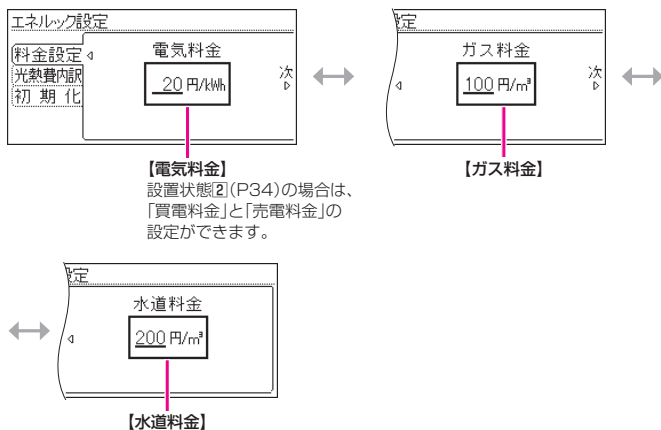 エネルック設定
料金設定
光熱費内訳
初 期 化
電気料金
20 円/kWh
次
【電気料金】
設置状態2(P34)の場合は、
「買電料金」と「売電料金」の
設定ができます。
定
ガス料金
100 円/m³
次
【ガス料金】
定
水道料金
200 円/m³
【水道料金】